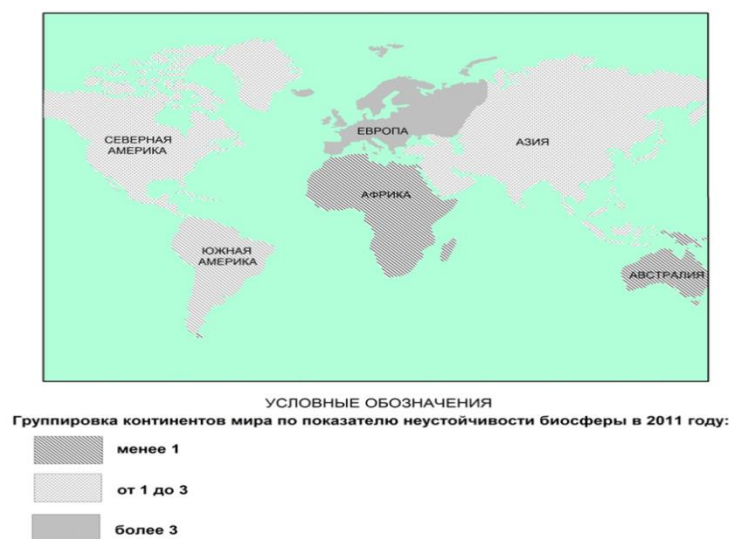 СЕВЕРНАЯ
АМЕРИКА
ЕВРОПА
АЗИЯ
АФРИКА
ЮЖНАЯ
АМЕРИКА
АВСТРАЛИЯ
УСЛОВНЫЕ ОБОЗНАЧЕНИЯ
Группировка континентов мира по показателю неустойчивости биосферы в 2011 году:
менее 1
от 1 до 3
более 3